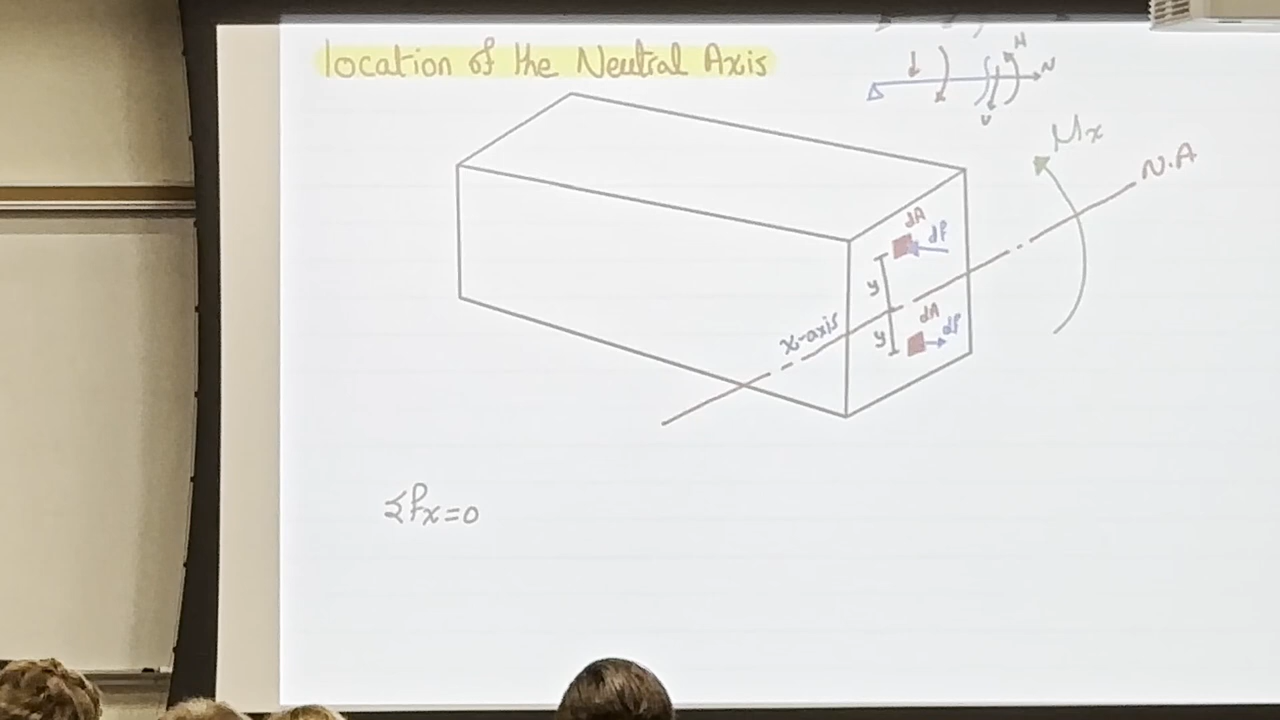 location of the Neutral Axis
M
N
V
Mx
N.A
dA
dF
y
x-axis
dA
dF
y
ΣFx=0